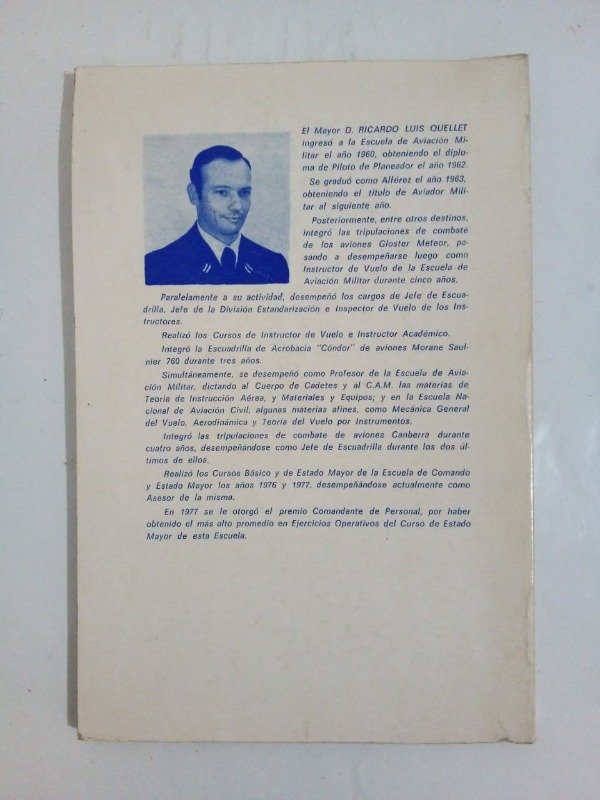 El Mayor D. RICARDO LUIS QUELLET
ingresó a la Escuela de Aviación Mi-
litar el año 1960, obteniendo el diplo-
ma de Piloto de Planeador el año 1962.
Se graduó como Alférez el año 1963,
obteniendo el título de Aviador Mili-
tar al siguiente año.
Posteriormente, entre otros destinos,
integró las tripulaciones de combate
de los aviones Gloster Meteor, pa-
sando a desempeñarse luego como
Instructor de Vuelo de la Escuela de
Aviación Militar durante cinco años.
Paralelamente a su actividad, desempeñó los cargos de Jefe de Escua-
drilla, Jefe de la División Estandarización e Inspector de Vuelo de los Ins-
tructores.
Realizó los Cursos de Instructor de Vuelo e Instructor Académico.
Integró la Escuadrilla de Acrobacia "Cóndor" de aviones Morane Saul-
nier 760 durante tres años.
Simultáneamente, se desempeñó como Profesor de la Escuela de Avia-
ción Militar, dictando al Cuerpo de Cadetes y al C.A.M. las materias de
Teoría de Instrucción Aérea, y Materiales y Equipos; y en la Escuela Na-
cional de Aviación Civil, algunas materias afines, como Mecánica General
del Vuelo, Aerodinámica y Teoría del Vuelo por Instrumentos.
Integró las tripulaciones de combate de aviones Canberra durante
cuatro años, desempeñándose como Jefe de Escuadrilla durante los dos úl-
timos de ellos.
Realizó los Cursos Básico y de Estado Mayor de la Escuela de Comando
y Estado Mayor los años 1976 y 1977, desempeñándose actualmente como
Asesor de la misma.
En 1977 se le otorgó el premio Comandante de Personal, por haber
obtenido el más alto promedio en Ejercicios Operativos del Curso de Estado
Mayor de esta Escuela.